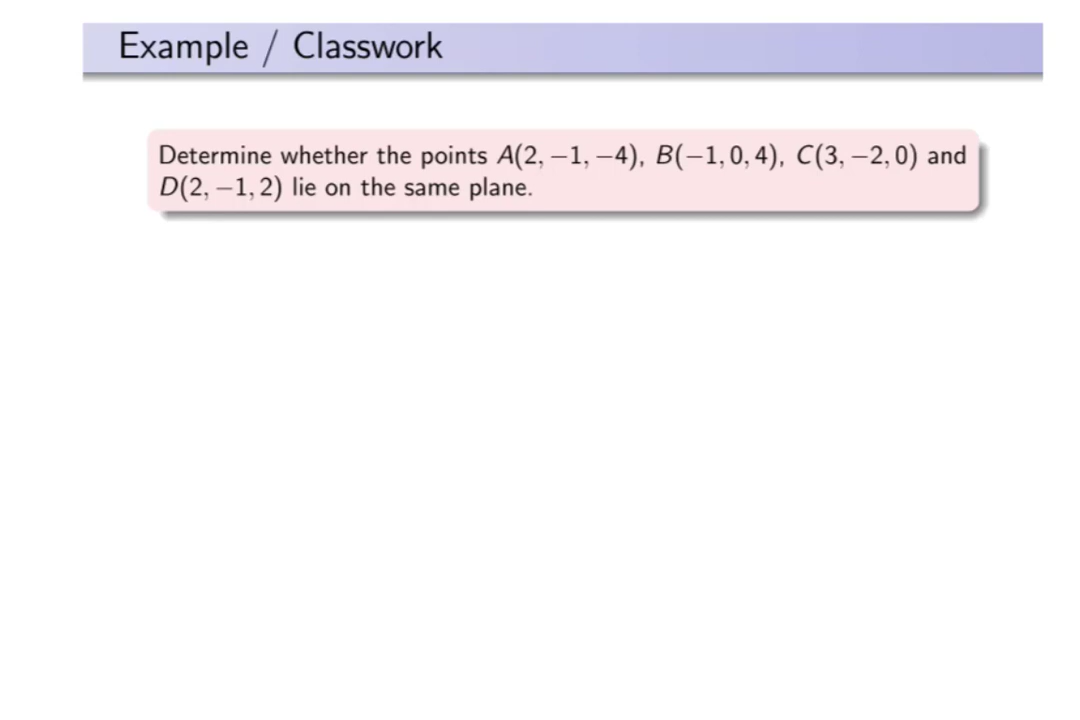 Example / Classwork
Determine whether the points A(2, −1, −4), B(−1, 0, 4), C(3, −2, 0) and
D(2, −1, 2) lie on the same plane.